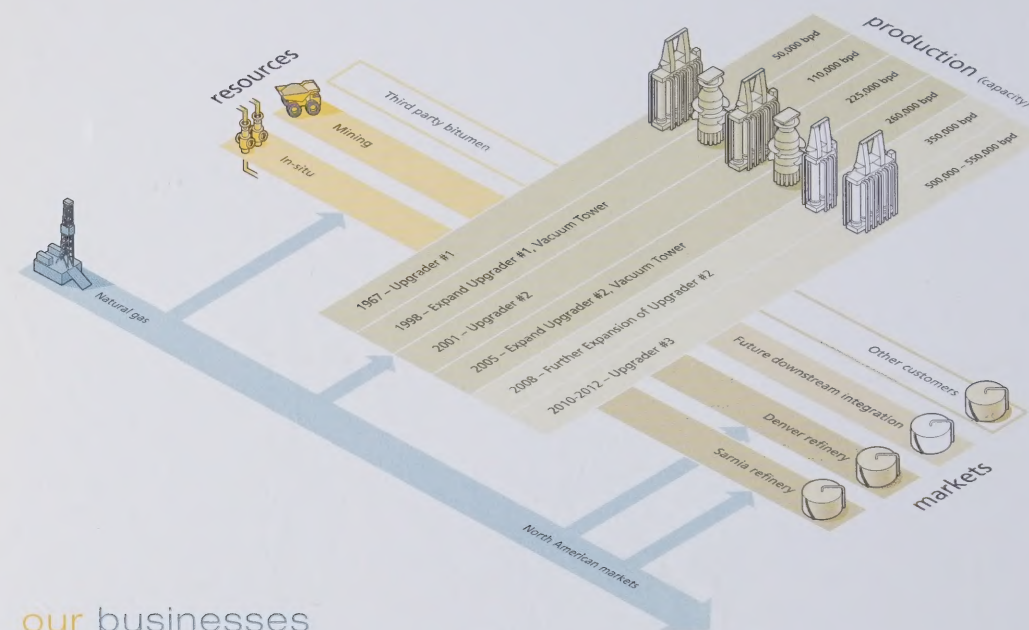 resources
Third party bitumen
Mining
In-situ
Natural gas
North American markets
production (capacity)
1967 – Upgrader #1
50,000 bpd
1998 – Expand Upgrader #1, Vacuum Tower
110,000 bpd
2001 – Upgrader #2
225,000 bpd
2005 – Expand Upgrader #2, Vacuum Tower
260,000 bpd
2008 – Further Expansion of Upgrader #2
350,000 bpd
2010-2012 – Upgrader #3
500,000 – 550,000 bpd
Other customers
Future downstream integration
Denver refinery
Sarnia refinery
markets
our businesses